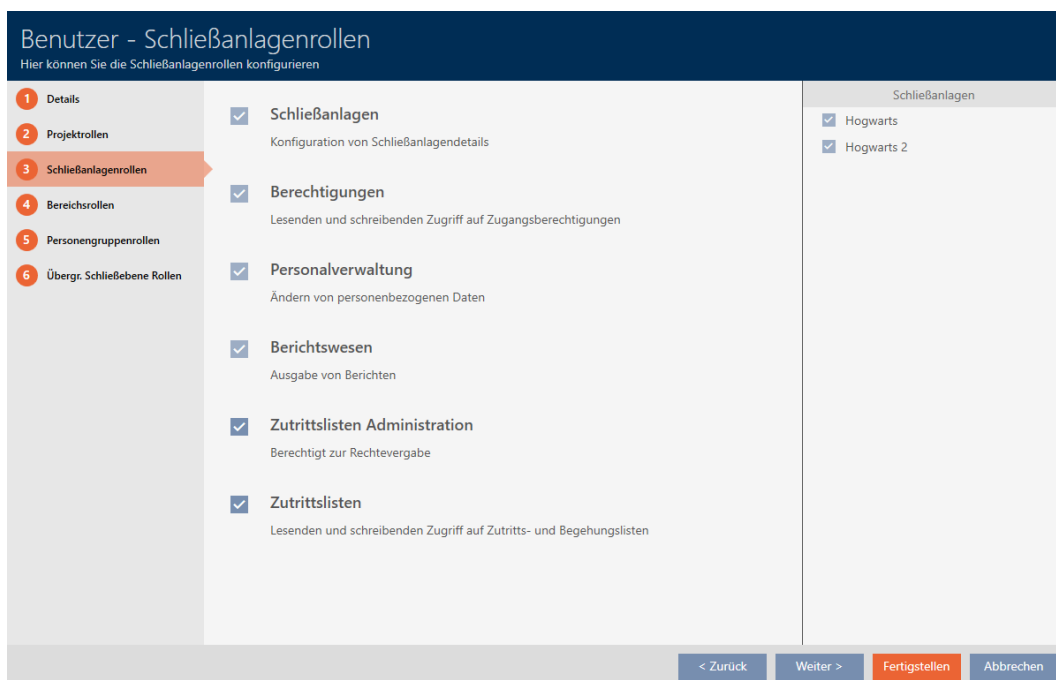 Benutzer - Schließanlagenrollen
Hier können Sie die Schließanlagenrollen konfigurieren
1 Details
2 Projektrollen
3 Schließanlagenrollen
4 Bereichsrollen
5 Personengruppenrollen
6 Übergr. Schließebene Rollen
Schließanlagen
Konfiguration von Schließanlagendetails
Berechtigungen
Lesenden und schreibenden Zugriff auf Zugangsberechtigungen
Personalverwaltung
Ändern von personenbezogenen Daten
Berichtswesen
Ausgabe von Berichten
Zutrittslisten Administration
Berechtigt zur Rechtevergabe
Zutrittslisten
Lesenden und schreibenden Zugriff auf Zutritts- und Begehungslisten
Schließanlagen
Hogwarts
Hogwarts 2
< Zurück
Weiter >
Fertigstellen
Abbrechen